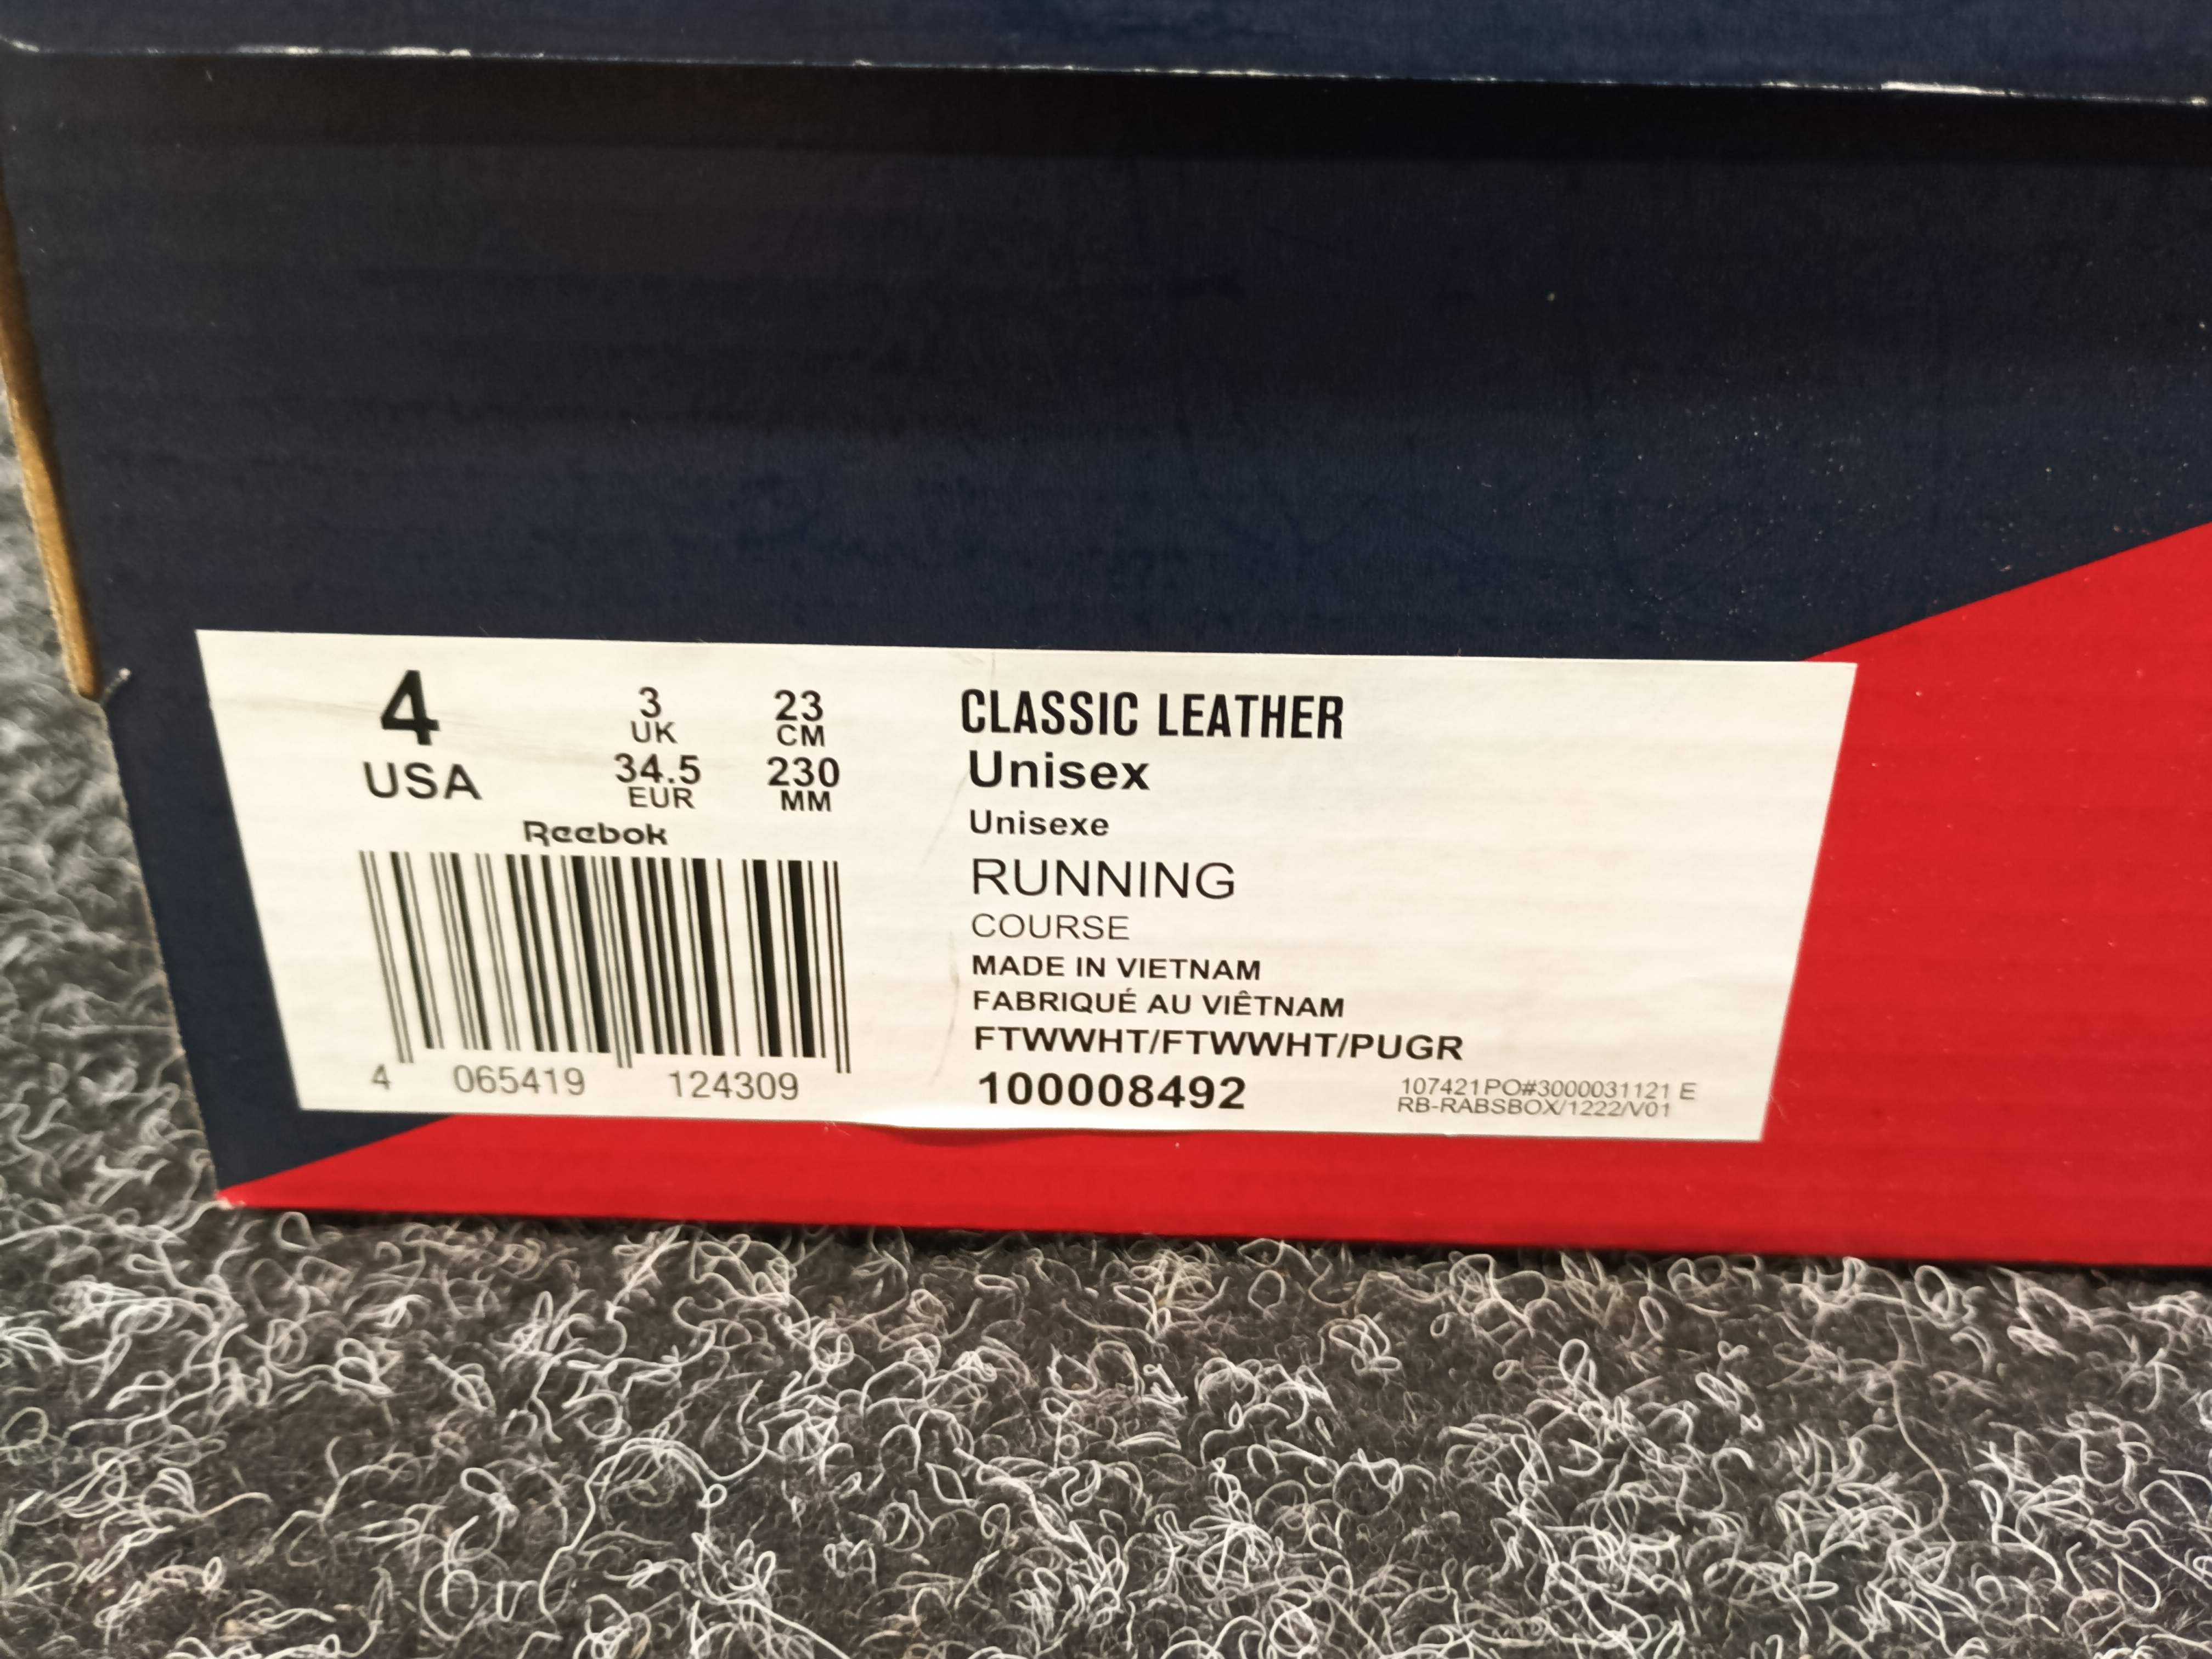 4
USA
3
UK
34.5
EUR
23
CM
230
MM
Reebok
4 065419 124309
CLASSIC LEATHER
Unisex
Unisexe
RUNNING
COURSE
MADE IN VIETNAM
FABRIQUÉ AU VIÊTNAM
FTWWHT/FTWWHT/PUGR
100008492
107421PO#3000031121 E
RB-RABSBOX/1222/V01